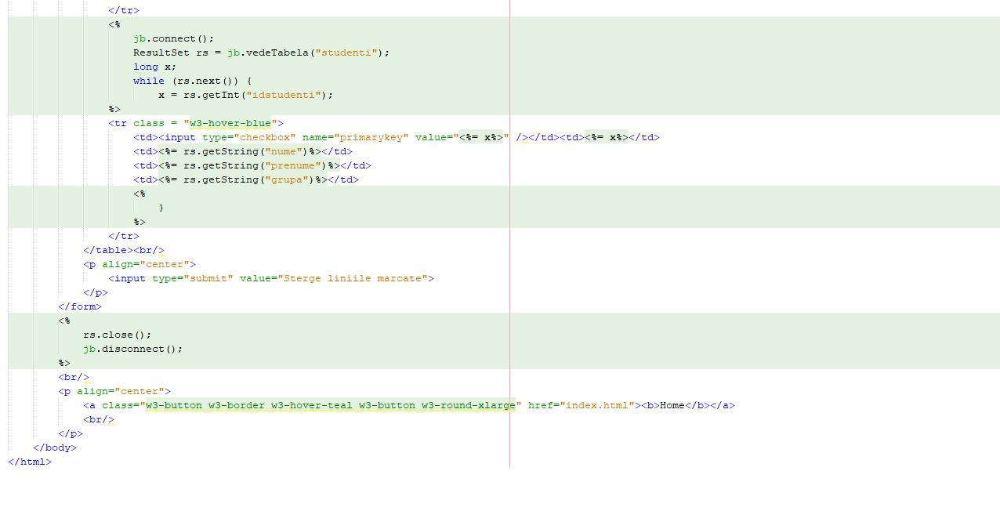 </tr>
<%
jb.connect();
ResultSet rs = jb.vedeTabela("studenti");
long x;
while (rs.next()) {
x = rs.getInt("idstudenti");
%>
<tr class = "w3-hover-blue">
<td><input type="checkbox" name="primarykey" value="<%= x%>" /></td><td><%= x%></td>
<td><%= rs.getString("nume")%></td>
<td><%= rs.getString("prenume")%></td>
<td><%= rs.getString("grupa")%></td>
<%
}
%>
</tr>
</table><br/>
<p align="center">
<input type="submit" value="Sterge liniile marcate">
</p>
</form>
<%
rs.close();
jb.disconnect();
%>
<br/>
<p align="center">
<a class="w3-button w3-border w3-hover-teal w3-button w3-round-xlarge" href="index.html"><b>Home</b></a>
<br/>
</p>
</body>
</html>